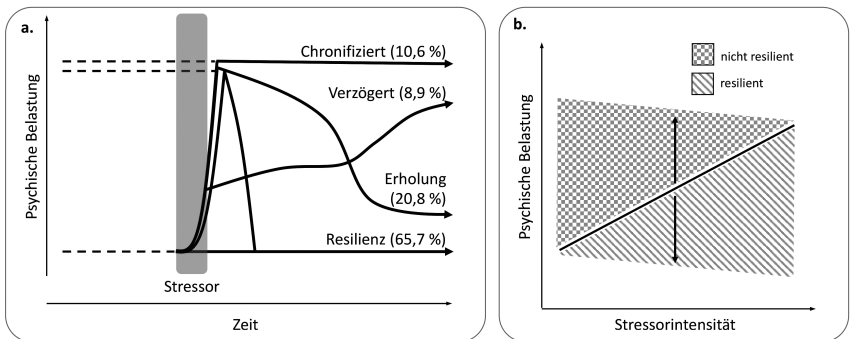 a.
Psychische Belastung
Chronifiziert (10,6 %)
Verzögert (8,9 %)
Erholung
(20,8 %)
Resilienz (65,7 %)
Stressor
Zeit
b.
Psychische Belastung
nicht resilient
resilient
Stressorintensität